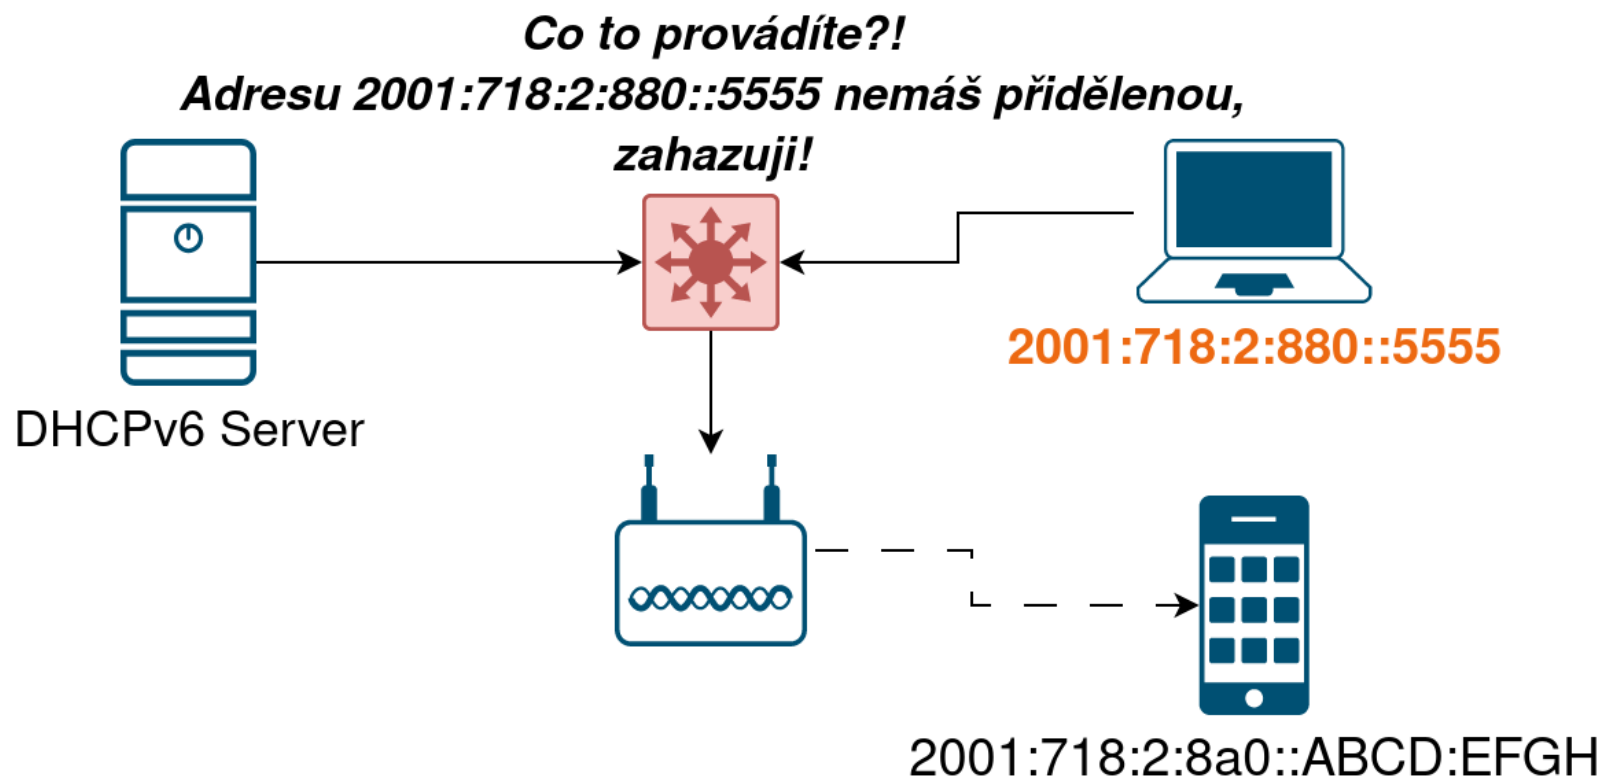 Co to provádíte?!
Adresu 2001:718:2:880::5555 nemáš přidělenou,
zahazuji!
2001:718:2:880::5555
DHCPv6 Server
2001:718:2:8a0::ABCD:EFGH